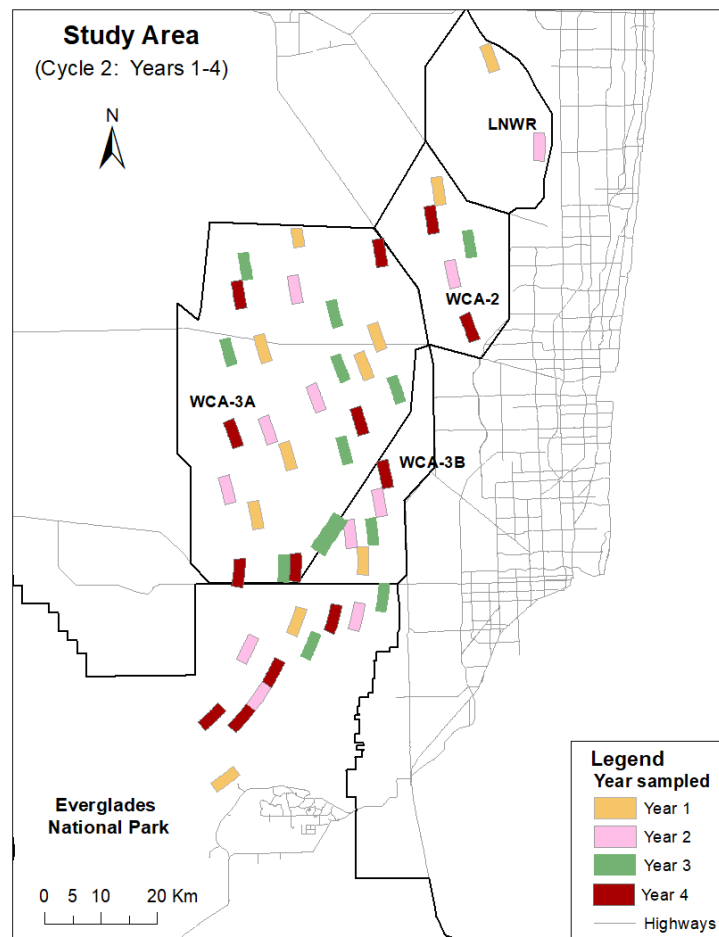 Study Area
(Cycle 2: Years 1-4)
N
LNWR
WCA-2
WCA-3A
WCA-3B
Everglades
National Park
0 5 10 20 Km
Legend
Year sampled
Year 1
Year 2
Year 3
Year 4
Highways